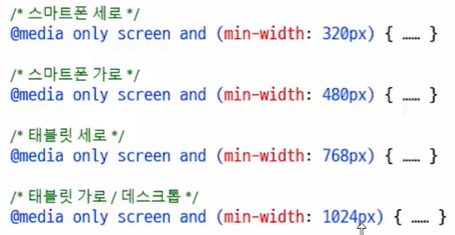 /* 스마트폰 세로 */
@media only screen and (min-width: 320px) { …… }
/* 스마트폰 가로 */
@media only screen and (min-width: 480px) { …… }
/* 태블릿 세로 */
@media only screen and (min-width: 768px) { …… }
/* 태블릿 가로 / 데스크톱 */
@media only screen and (min-width: 1024px) { …… }